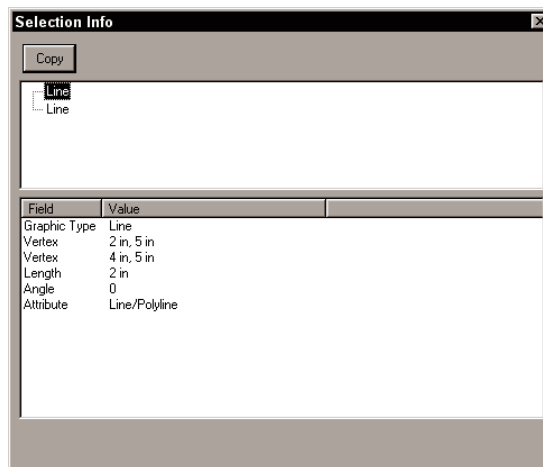 Selection Info
Copy
Line
Line
Field Value
Graphic Type Line
Vertex 2 in, 5 in
Vertex 4 in, 5 in
Length 2 in
Angle 0
Attribute Line/Polyline